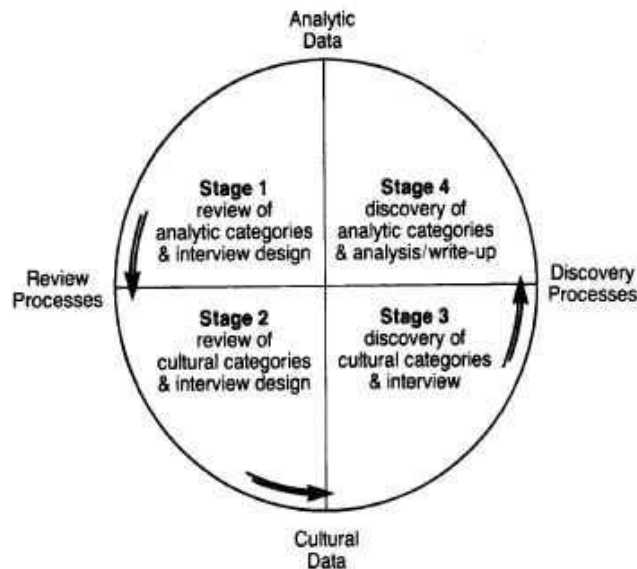 Analytic
Data
Stage 1
review of
analytic categories
& interview design
Stage 4
discovery of
analytic categories
& analysis/write-up
Review
Processes
Discovery
Processes
Stage 2
review of
cultural categories
& interview design
Stage 3
discovery of
cultural categories
& interview
Cultural
Data